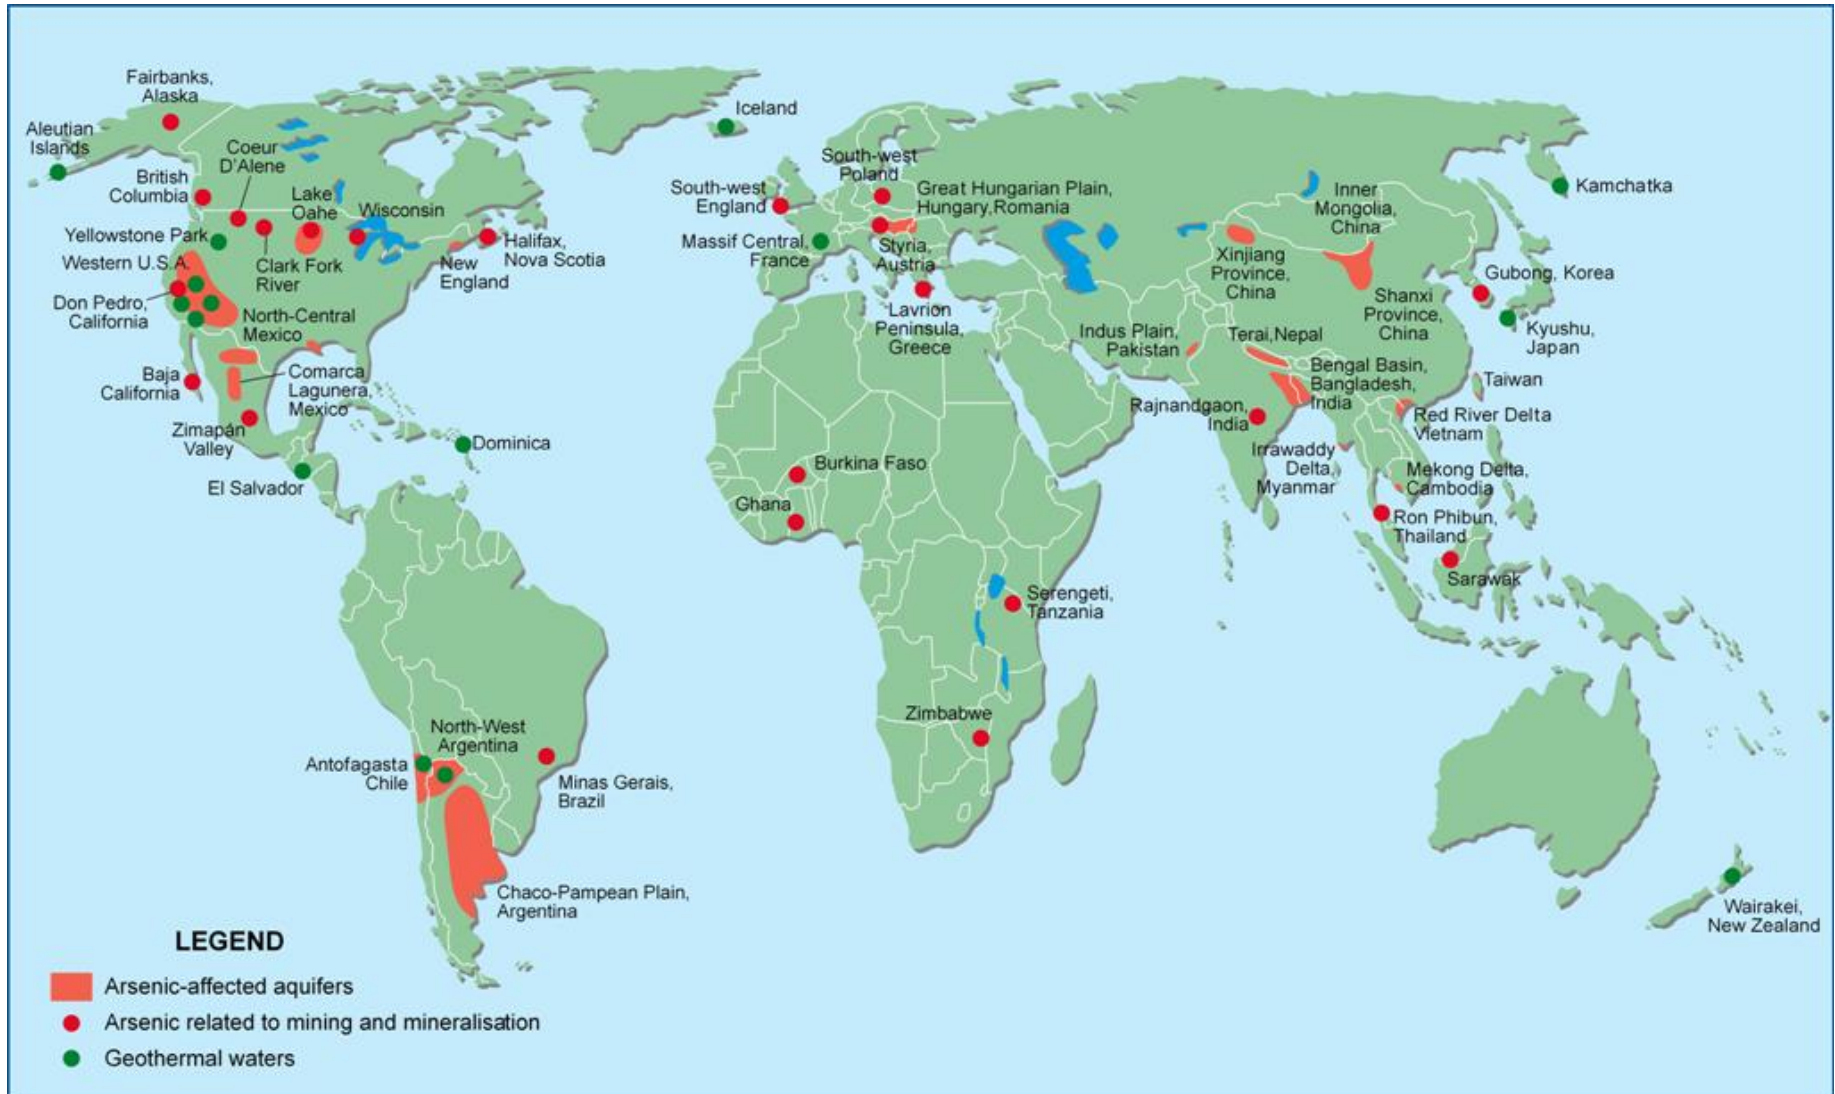 Fairbanks,
Alaska
Aleutian
Islands
Coeur
D'Alene
British
Columbia
Lake
Oahe
Wisconsin
Yellowstone Park
Western U.S.A.
Clark Fork
River
New
England
Halifax,
Nova Scotia
Don Pedro,
California
North-Central
Mexico
Baja
California
Comarca
Lagunera,
Mexico
Zimapán
Valley
Dominica
El Salvador
Iceland
South-west
Poland
South-west
England
Great Hungarian Plain,
Hungary,Romania
Massif Central,
France
Styria,
Austria
Lavrion
Peninsula,
Greece
Kamchatka
Inner
Mongolia,
China
Xinjiang
Province,
China
Gubong, Korea
Shanxi
Province,
China
Kyushu,
Japan
Indus Plain,
Pakistan
Terai,Nepal
Bengal Basin,
Bangladesh,
India
Taiwan
Rajnandgaon,
India
Red River Delta
Vietnam
Irrawaddy
Delta,
Myanmar
Mekong Delta,
Cambodia
Ron Phibun,
Thailand
Sarawak
Burkina Faso
Ghana
Serengeti,
Tanzania
Zimbabwe
North-West
Argentina
Antofagasta
Chile
Minas Gerais,
Brazil
Chaco-Pampean Plain,
Argentina
Wairakei,
New Zealand
LEGEND
Arsenic-affected aquifers
Arsenic related to mining and mineralisation
Geothermal waters